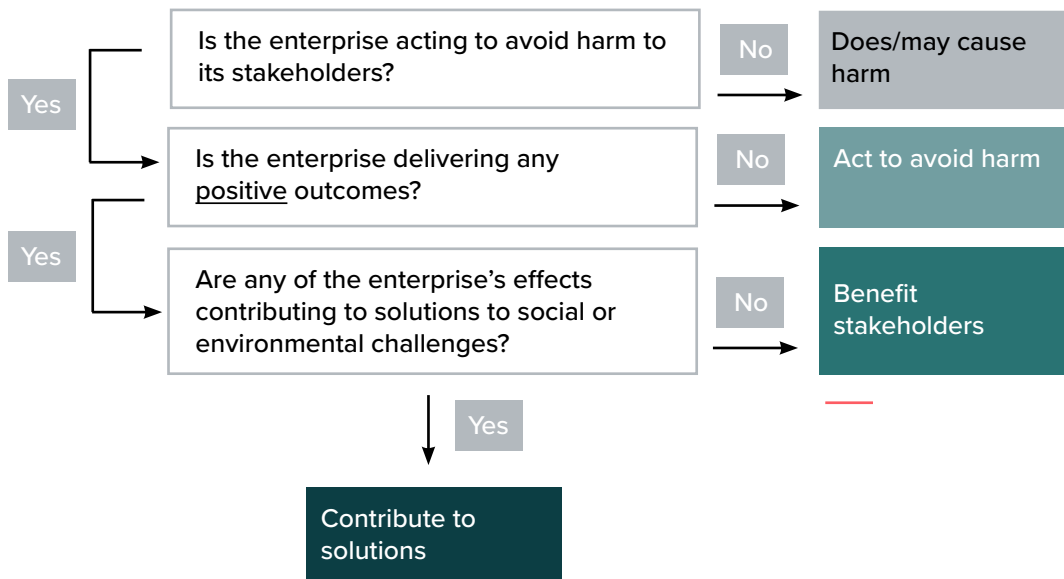 Is the enterprise acting to avoid harm to
its stakeholders?
No
Does/may cause
harm
Yes
Is the enterprise delivering any
positive outcomes?
No
Act to avoid harm
Yes
Are any of the enterprise’s effects
contributing to solutions to social or
environmental challenges?
No
Benefit
stakeholders
Yes
Contribute to
solutions